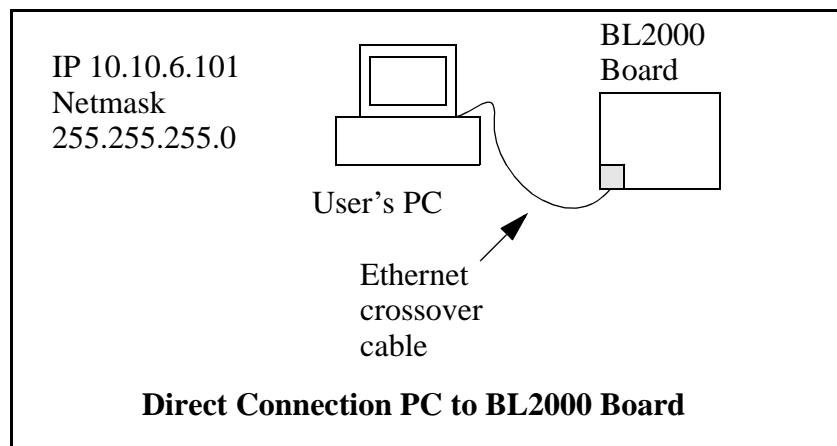 IP 10.10.6.101
Netmask
255.255.255.0
BL2000
Board
User’s PC
Ethernet
crossover
cable
Direct Connection PC to BL2000 Board